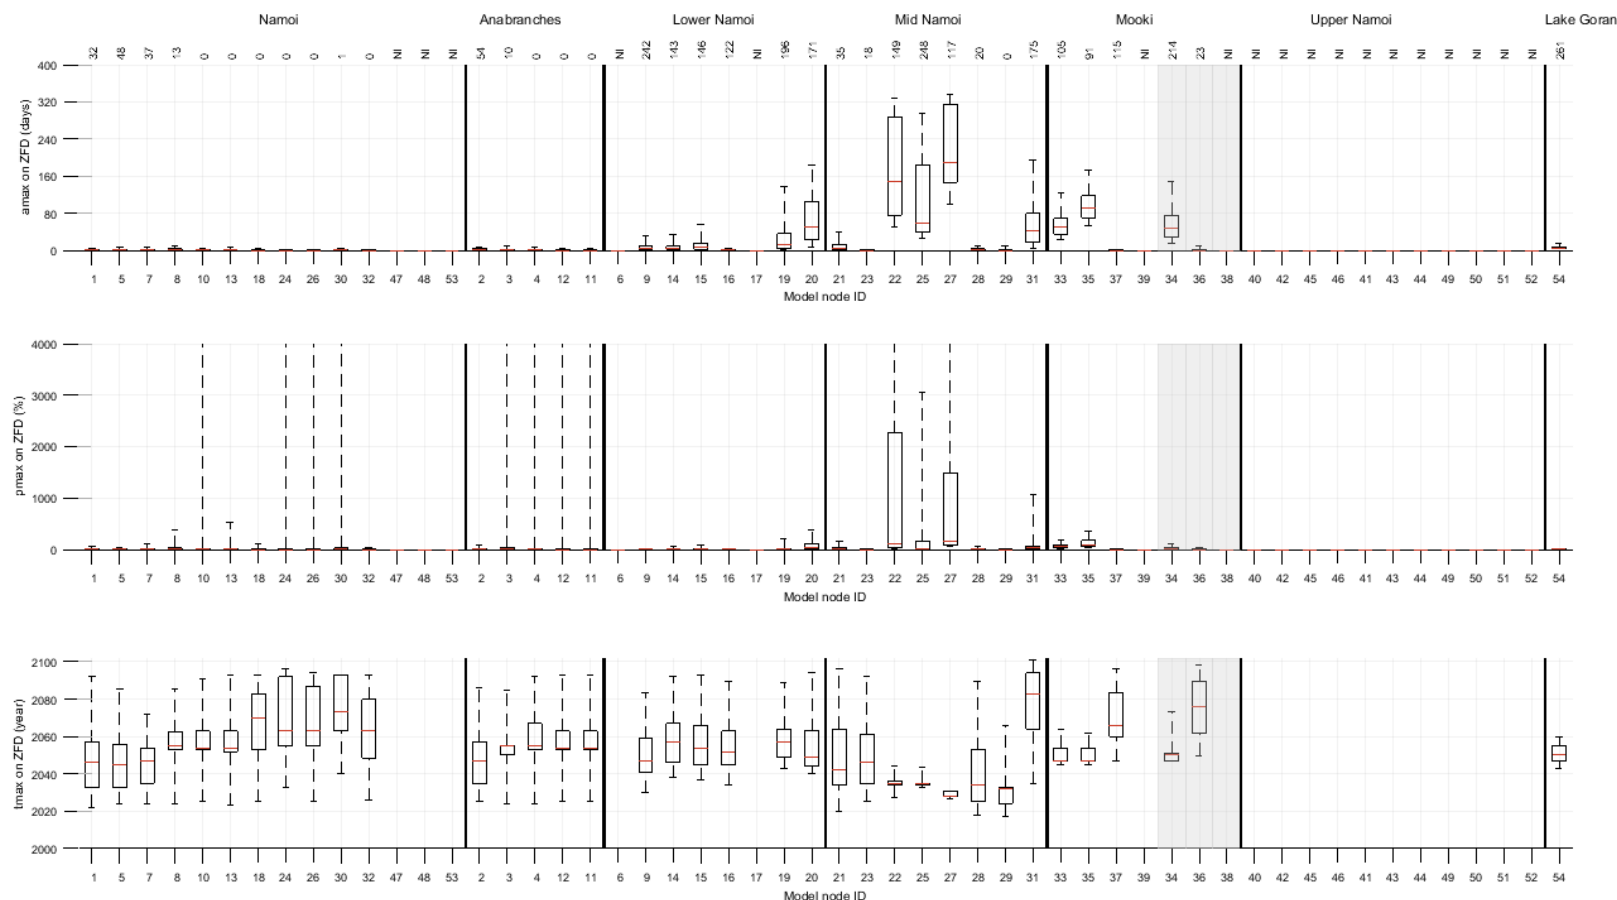 Namoi Anabranches Lower Namoi Mid Namoi Mooki Upper Namoi Lake Goran
32 48 37 13 0 0 0 0 0 1 0 NI NI NI 54 10 0 0 0 NI 242 143 146 122 NI 196 171 35 18 149 248 117 20 0 175 105 91 115 NI 214 23 NI NI NI NI NI NI NI NI NI NI NI NI 261
400
320
240
160
80
0
amax on ZFD (days)
1 5 7 8 10 13 18 24 26 30 32 47 48 53 2 3 4 12 11 6 9 14 15 16 17 19 20 21 23 22 25 27 28 29 31 33 35 37 39 34 36 38 40 42 45 46 41 43 44 49 50 51 52 54
Model node ID
4000
3000
2000
1000
0
pmax on ZFD (%)
1 5 7 8 10 13 18 24 26 30 32 47 48 53 2 3 4 12 11 6 9 14 15 16 17 19 20 21 23 22 25 27 28 29 31 33 35 37 39 34 36 38 40 42 45 46 41 43 44 49 50 51 52 54
Model node ID
2100
2080
2060
2040
2020
2000
tmax on ZFD (year)
1 5 7 8 10 13 18 24 26 30 32 47 48 53 2 3 4 12 11 6 9 14 15 16 17 19 20 21 23 22 25 27 28 29 31 33 35 37 39 34 36 38 40 42 45 46 41 43 44 49 50 51 52 54
Model node ID